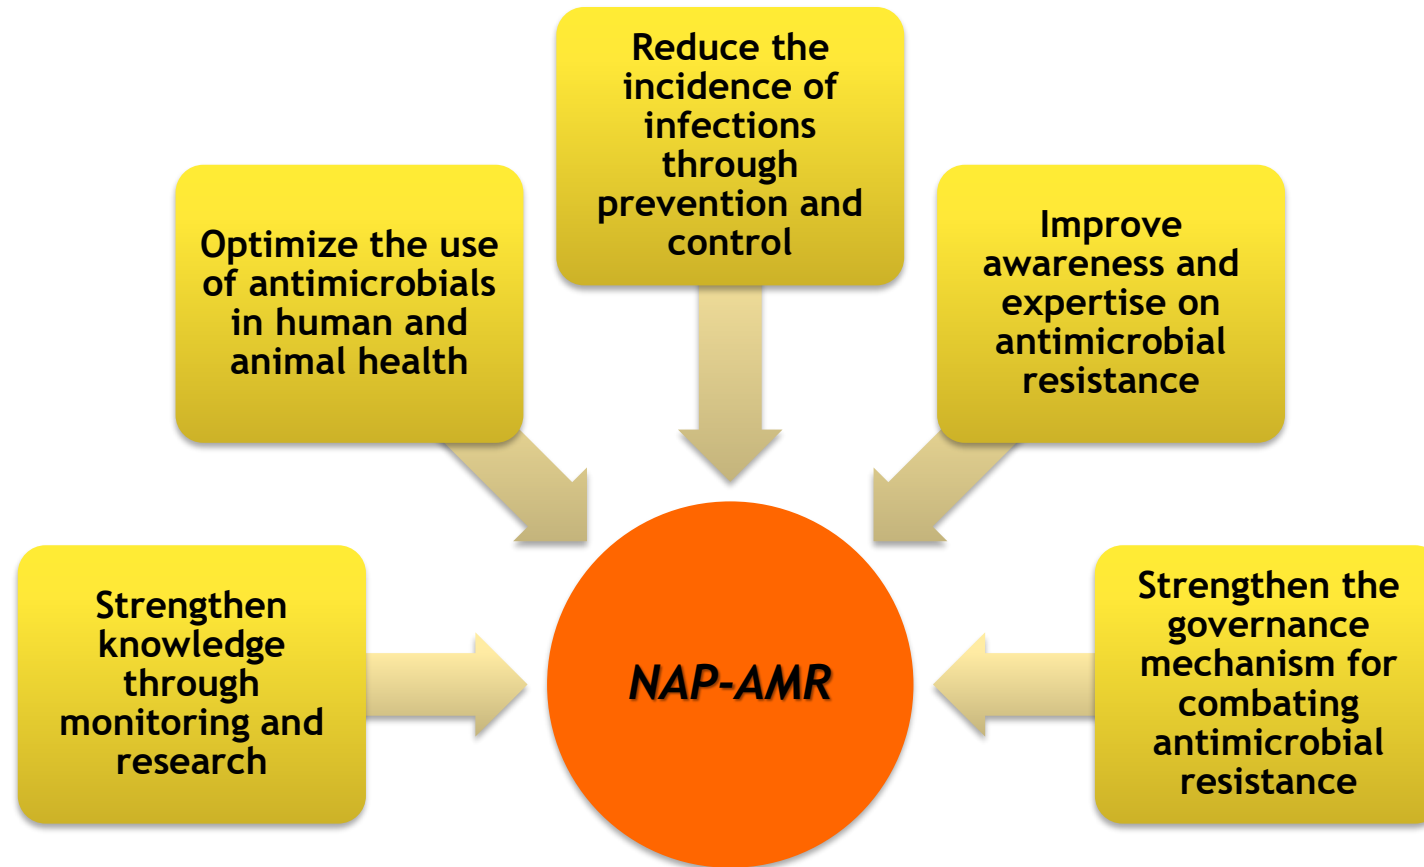 Strengthen
knowledge
through
monitoring and
research
Optimize the use
of antimicrobials
in human and
animal health
Reduce the
incidence of
infections
through
prevention and
control
Improve
awareness and
expertise on
antimicrobial
resistance
Strengthen the
governance
mechanism for
combating
antimicrobial
resistance
NAP-AMR